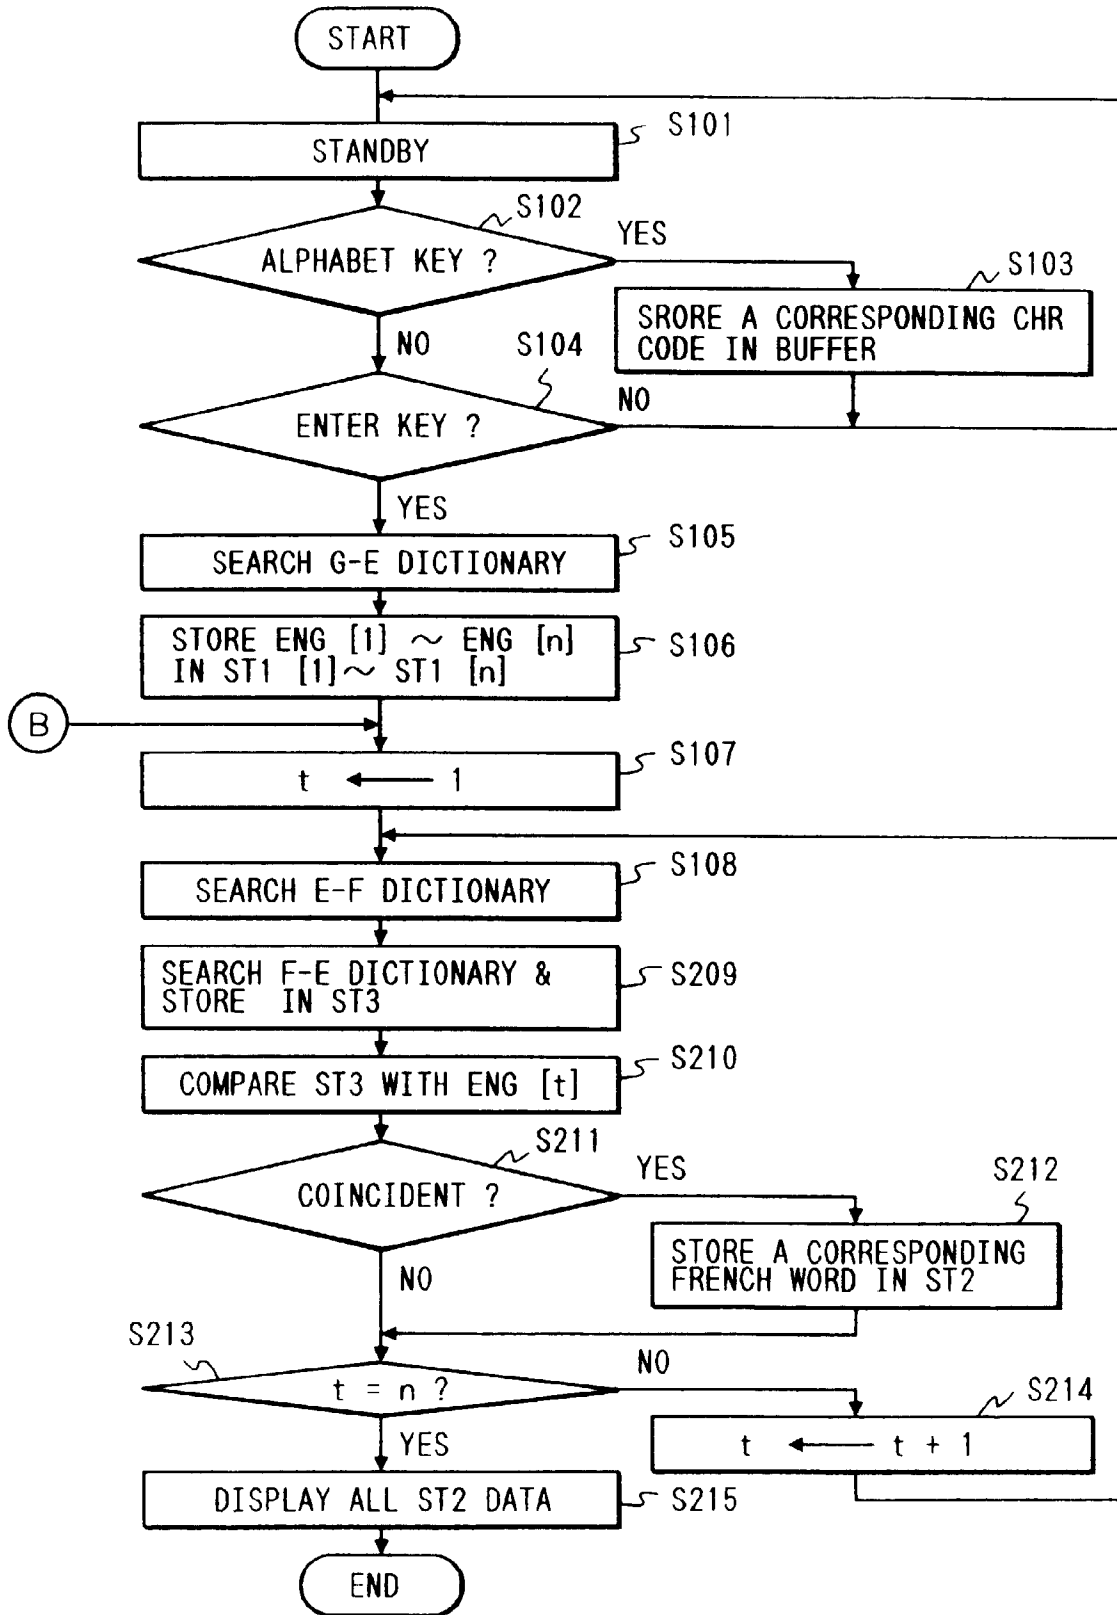 START
S101
STANDBY
S102
ALPHABET KEY ?
YES
S103
SRORE A CORRESPONDING CHR
CODE IN BUFFER
NO
S104
ENTER KEY ?
NO
YES
S105
SEARCH G-E DICTIONARY
STORE ENG [1] ～ ENG [n]
IN ST1 [1]～ ST1 [n]
S106
B
S107
t ← 1
S108
SEARCH E-F DICTIONARY
SEARCH F-E DICTIONARY &
STORE IN ST3
S209
S210
COMPARE ST3 WITH ENG [t]
S211
COINCIDENT ?
YES
S212
STORE A CORRESPONDING
FRENCH WORD IN ST2
NO
S213
t = n ?
NO
S214
t ← t + 1
YES
DISPLAY ALL ST2 DATA
S215
END